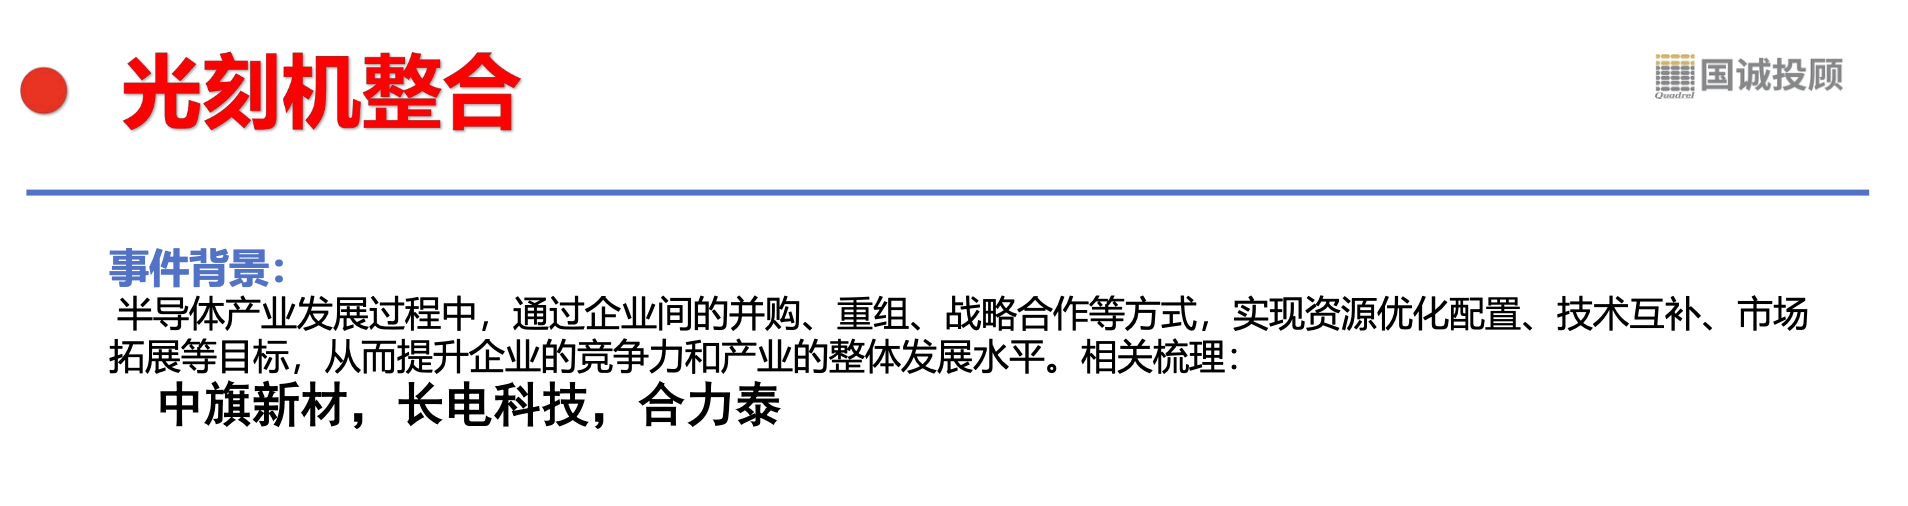 光刻机整合
国诚投顾
Quadrel
事件背景：
半导体产业发展过程中，通过企业间的并购、重组、战略合作等方式，实现资源优化配置、技术互补、市场
拓展等目标，从而提升企业的竞争力和产业的整体发展水平。相关梳理：
中旗新材，长电科技，合力泰